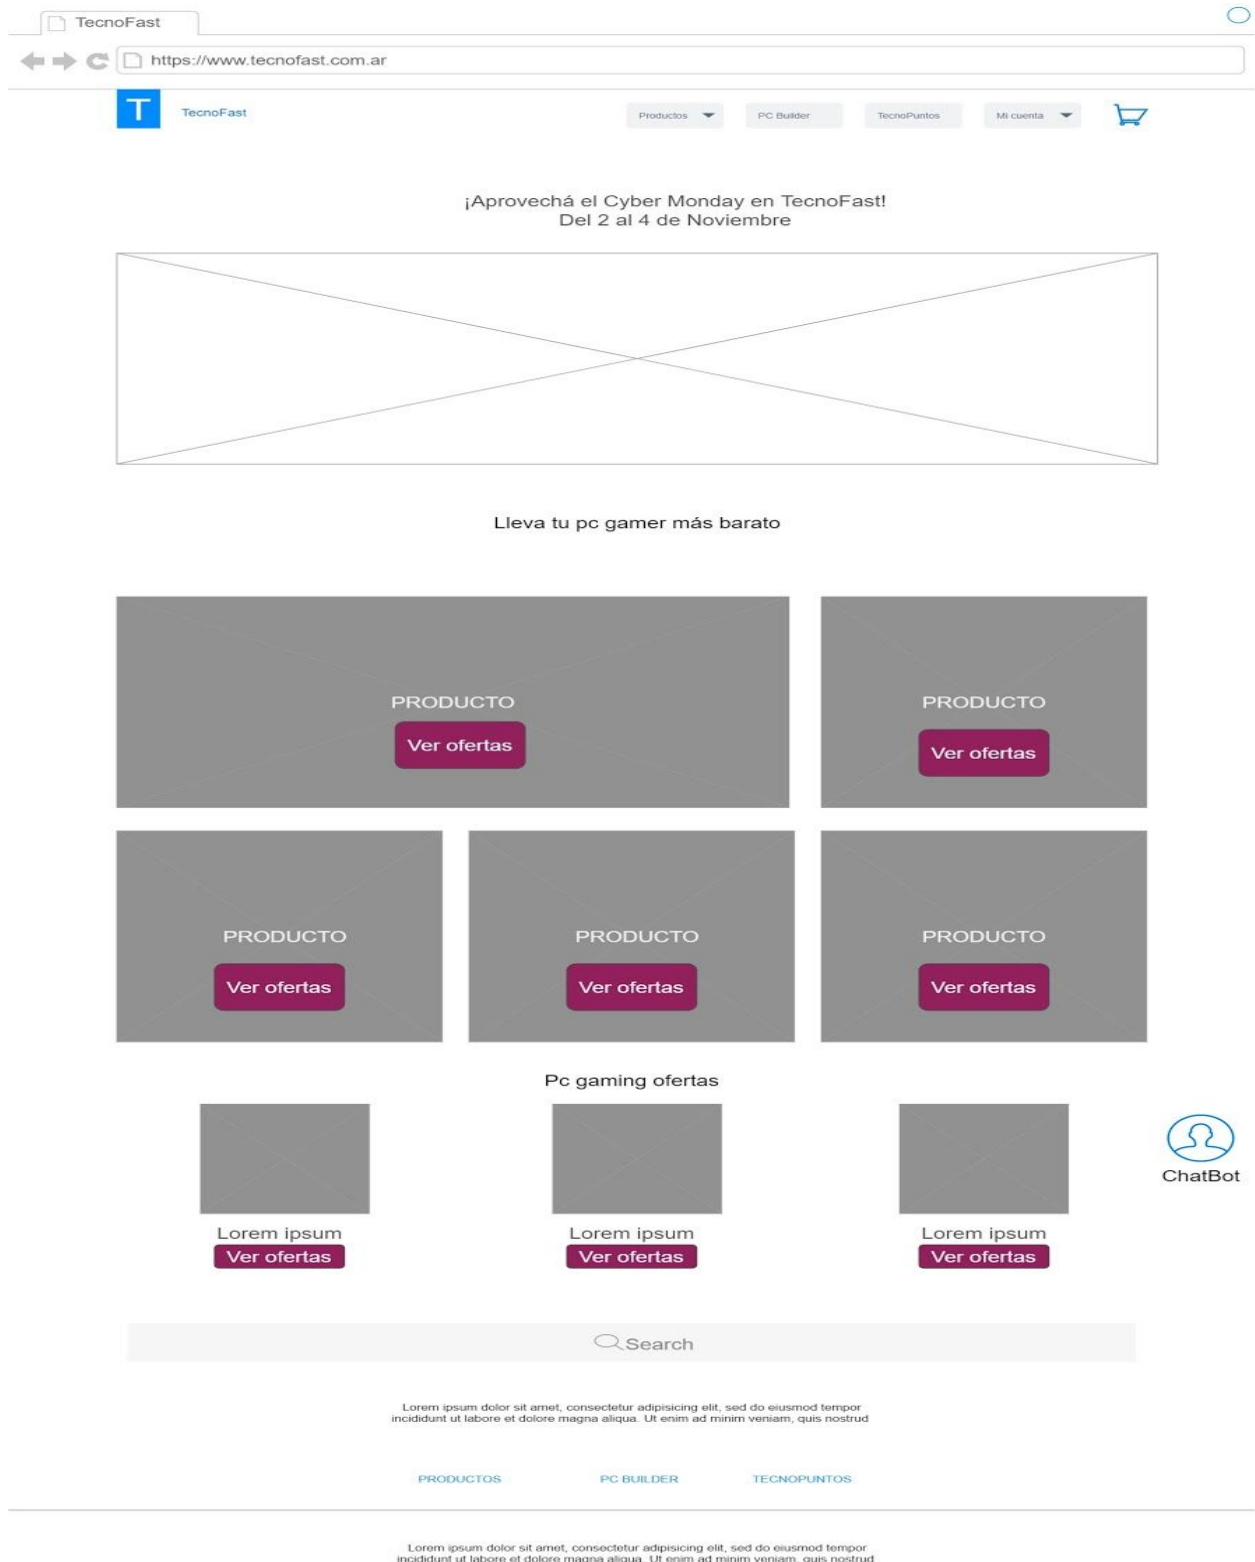 TecnoFast
https://www.tecnofast.com.ar
T
TecnoFast
Productos
PC Builder
TecnoPuntos
Mi cuenta
¡Aprovechá el Cyber Monday en TecnoFast!
Del 2 al 4 de Noviembre
Lleva tu pc gamer más barato
PRODUCTO
Ver ofertas
PRODUCTO
Ver ofertas
PRODUCTO
Ver ofertas
PRODUCTO
Ver ofertas
PRODUCTO
Ver ofertas
Pc gaming ofertas
Lorem ipsum
Ver ofertas
Lorem ipsum
Ver ofertas
Lorem ipsum
Ver ofertas
ChatBot
Search
Lorem ipsum dolor sit amet, consectetur adipisicing elit, sed do eiusmod tempor
incididunt ut labore et dolore magna aliqua. Ut enim ad minim veniam, quis nostrud
PRODUCTOS
PC BUILDER
TECNOPUNTOS
Lorem ipsum dolor sit amet, consectetur adipisicing elit, sed do eiusmod tempor
incididunt ut labore et dolore magna aliqua. Ut enim ad minim veniam, quis nostrud